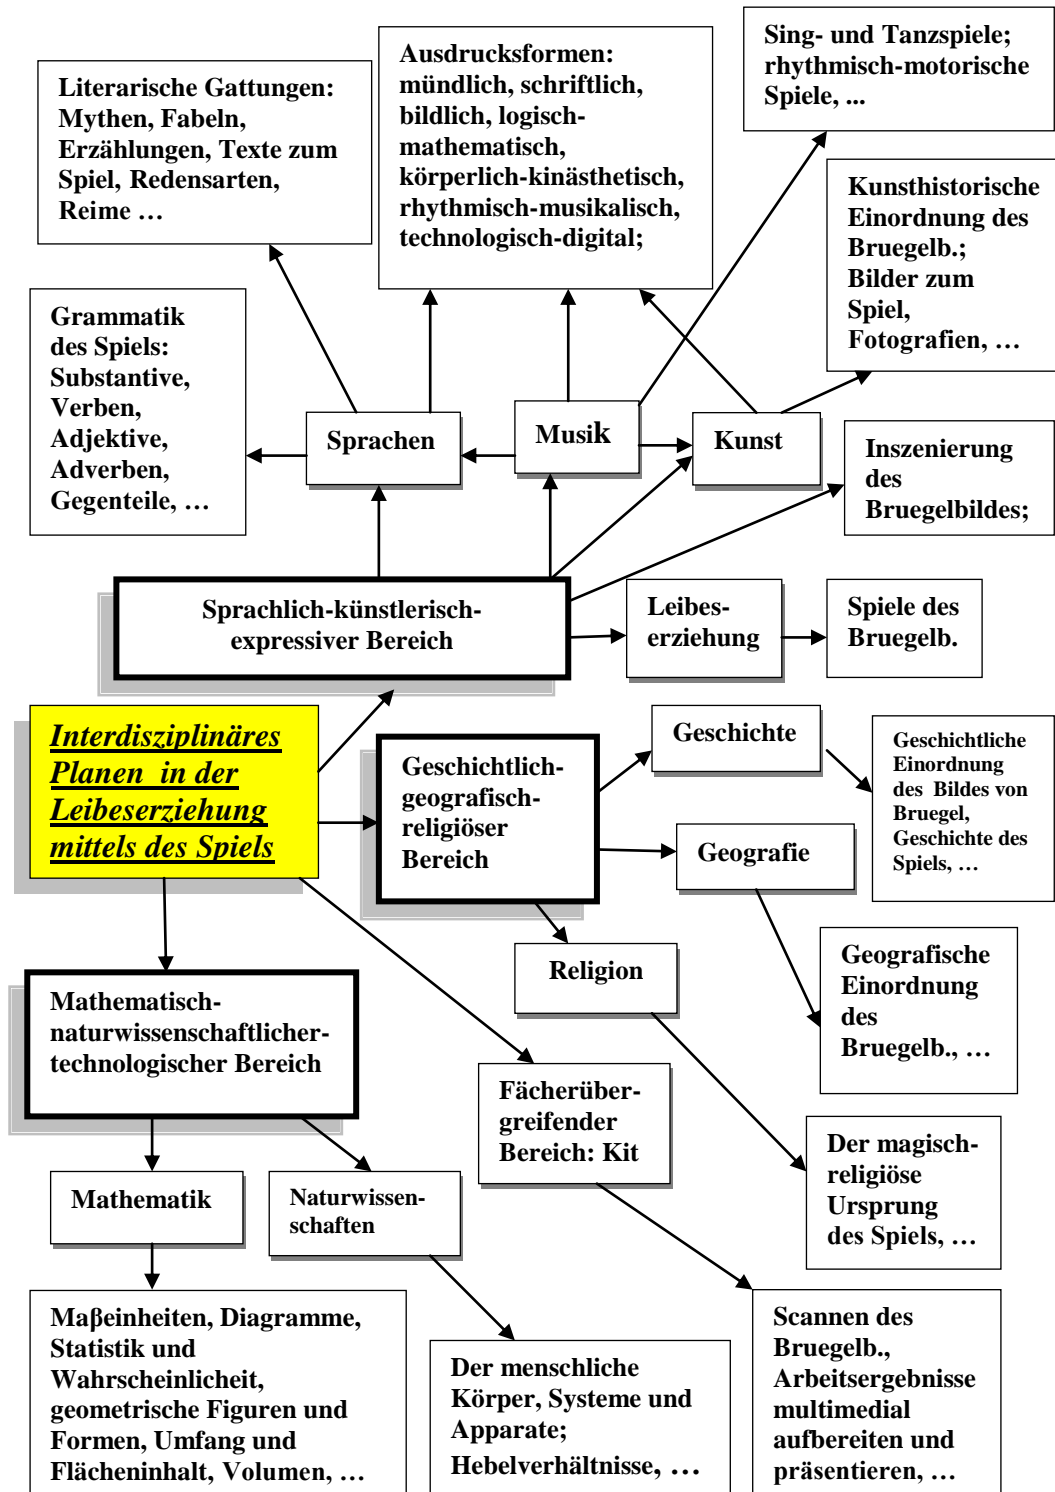 Literarische Gattungen:
Mythen, Fabeln,
Erzählungen, Texte zum
Spiel, Redensarten,
Reime …
Ausdrucksformen:
mündlich, schriftlich,
bildlich, logisch-
mathematisch,
körperlich-kinästhetisch,
rhythmisch-musikalisch,
technologisch-digital;
Sing- und Tanzspiele;
rhythmisch-motorische
Spiele, ...
Kunsthistorische
Einordnung des
Bruegelb.;
Bilder zum
Spiel,
Fotografien, …
Grammatik
des Spiels:
Substantive,
Verben,
Adjektive,
Adverben,
Gegenteile, …
Sprachen
Musik
Kunst
Inszenierung
des
Bruegelbildes;
Sprachlich-künstlerisch-
expressiver Bereich
Leibes-
erziehung
Spiele des
Bruegelb.
Interdisziplinäres
Planen in der
Leibeserziehung
mittels des Spiels
Geschichtlich-
geografisch-
religiöser
Bereich
Geschichte
Geschichtliche
Einordnung
des Bildes von
Bruegel,
Geschichte des
Spiels, …
Geografie
Religion
Geografische
Einordnung
des
Bruegelb., …
Mathematisch-
naturwissenschaftlicher-
technologischer Bereich
Fächerüber-
greifender
Bereich: Kit
Der magisch-
religiöse
Ursprung
des Spiels, …
Mathematik
Naturwissen-
schaften
Maβeinheiten, Diagramme,
Statistik und
Wahrscheinlicheit,
geometrische Figuren und
Formen, Umfang und
Flächeninhalt, Volumen, …
Der menschliche
Körper, Systeme und
Apparate;
Hebelverhältnisse, …
Scannen des
Bruegelb.,
Arbeitsergebnisse
multimedial
aufbereiten und
präsentieren, …